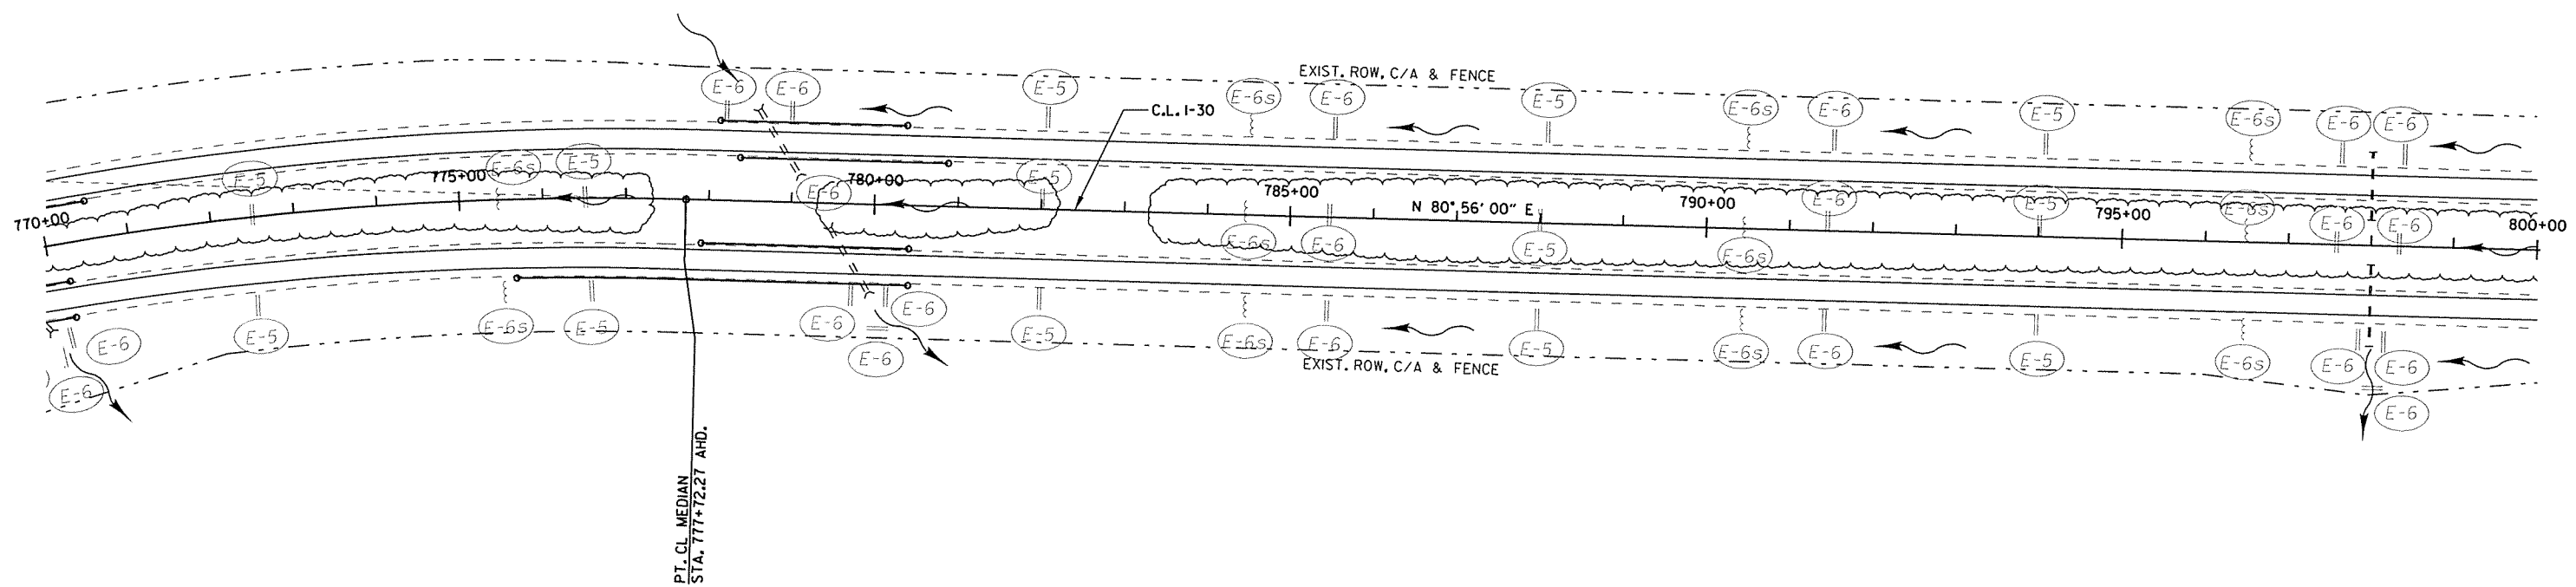 EXIST. ROW, C/A & FENCE
E-6 E-6 E-5 E-6s E-6 E-5 E-6s E-6 E-5 E-6s E-6 E-6
C.L. I-30
E-5 E-6s E-5 E-6 E-5 E-6 E-5 E-6s E-6 E-6
770+00 775+00 780+00 785+00 N 80° 56' 00" E 790+00 795+00 800+00
E-6s E-6 E-5 E-6s
E-6 E-5 E-6s E-5 E-6 E-6 E-5 E-6s E-6 E-5 E-6s E-6 E-5 E-6s E-6 E-6
E-6 E-6 E-6
EXIST. ROW, C/A & FENCE
PT. CL MEDIAN
STA. 777+72.27 AHD.